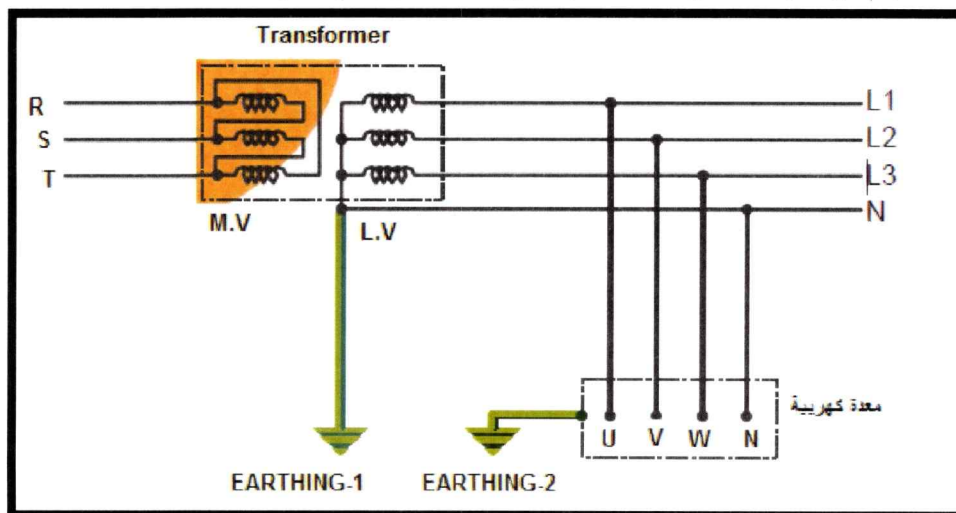 Transformer
R
S
T
L1
L2
L3
N
M.V
L.V
معدة كهربية
U V W N
EARTHING-1
EARTHING-2